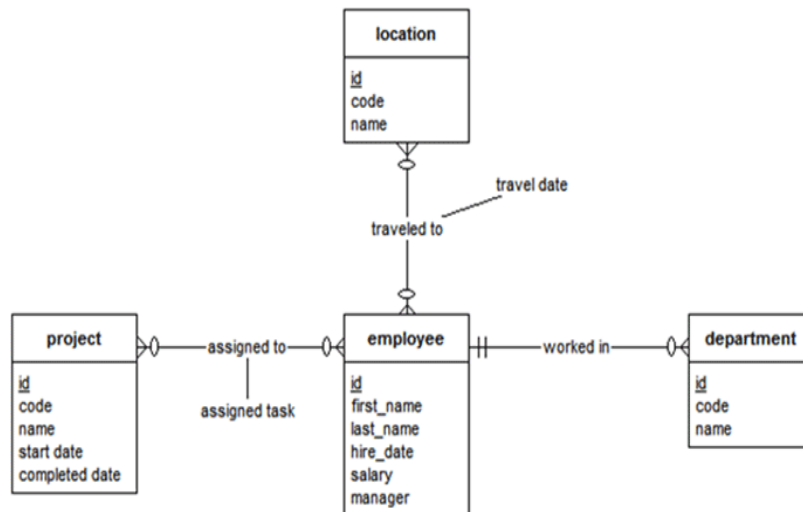 location
id
code
name
travel date
traveled to
project
id
code
name
start date
completed date
assigned to
assigned task
employee
id
first_name
last_name
hire_date
salary
manager
worked in
department
id
code
name